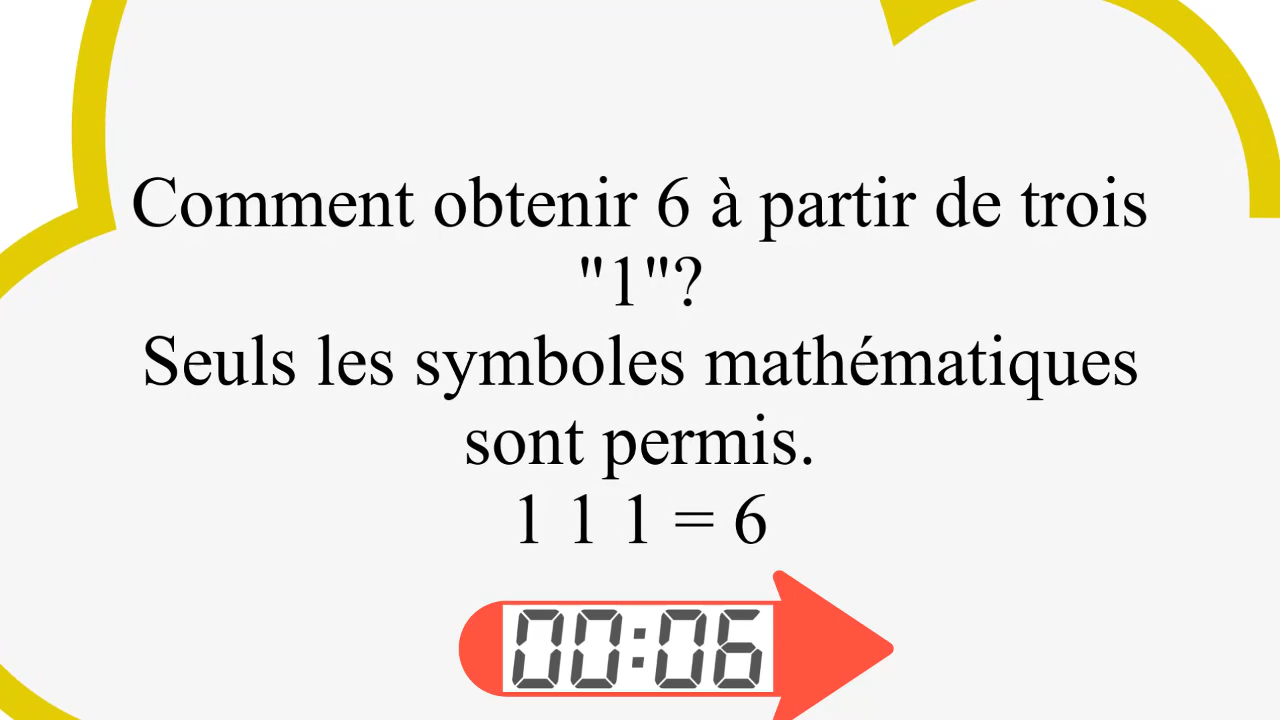 Comment obtenir 6 à partir de trois
"1"?
Seuls les symboles mathématiques
sont permis.
1 1 1 = 6
00:06